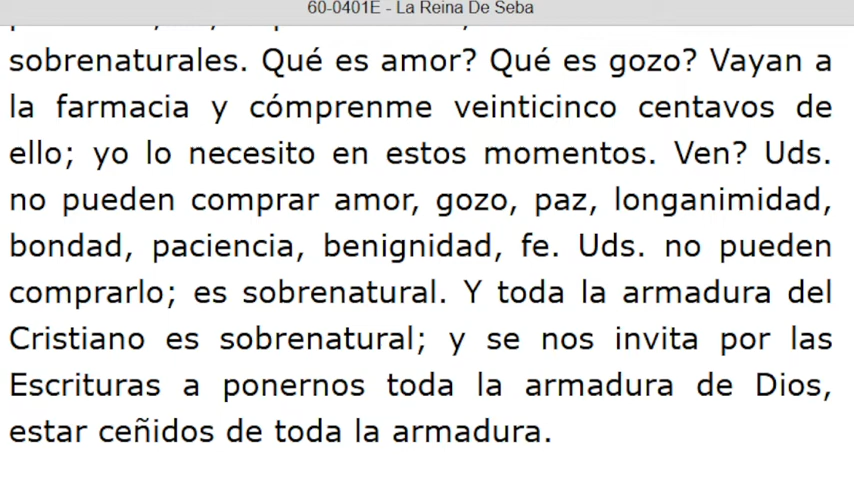 60-0401E - La Reina De Seba
sobrenaturales. Qué es amor? Qué es gozo? Vayan a
la farmacia y cómprenme veinticinco centavos de
ello; yo lo necesito en estos momentos. Ven? Uds.
no pueden comprar amor, gozo, paz, longanimidad,
bondad, paciencia, benignidad, fe. Uds. no pueden
comprarlo; es sobrenatural. Y toda la armadura del
Cristiano es sobrenatural; y se nos invita por las
Escrituras a ponernos toda la armadura de Dios,
estar ceñidos de toda la armadura.